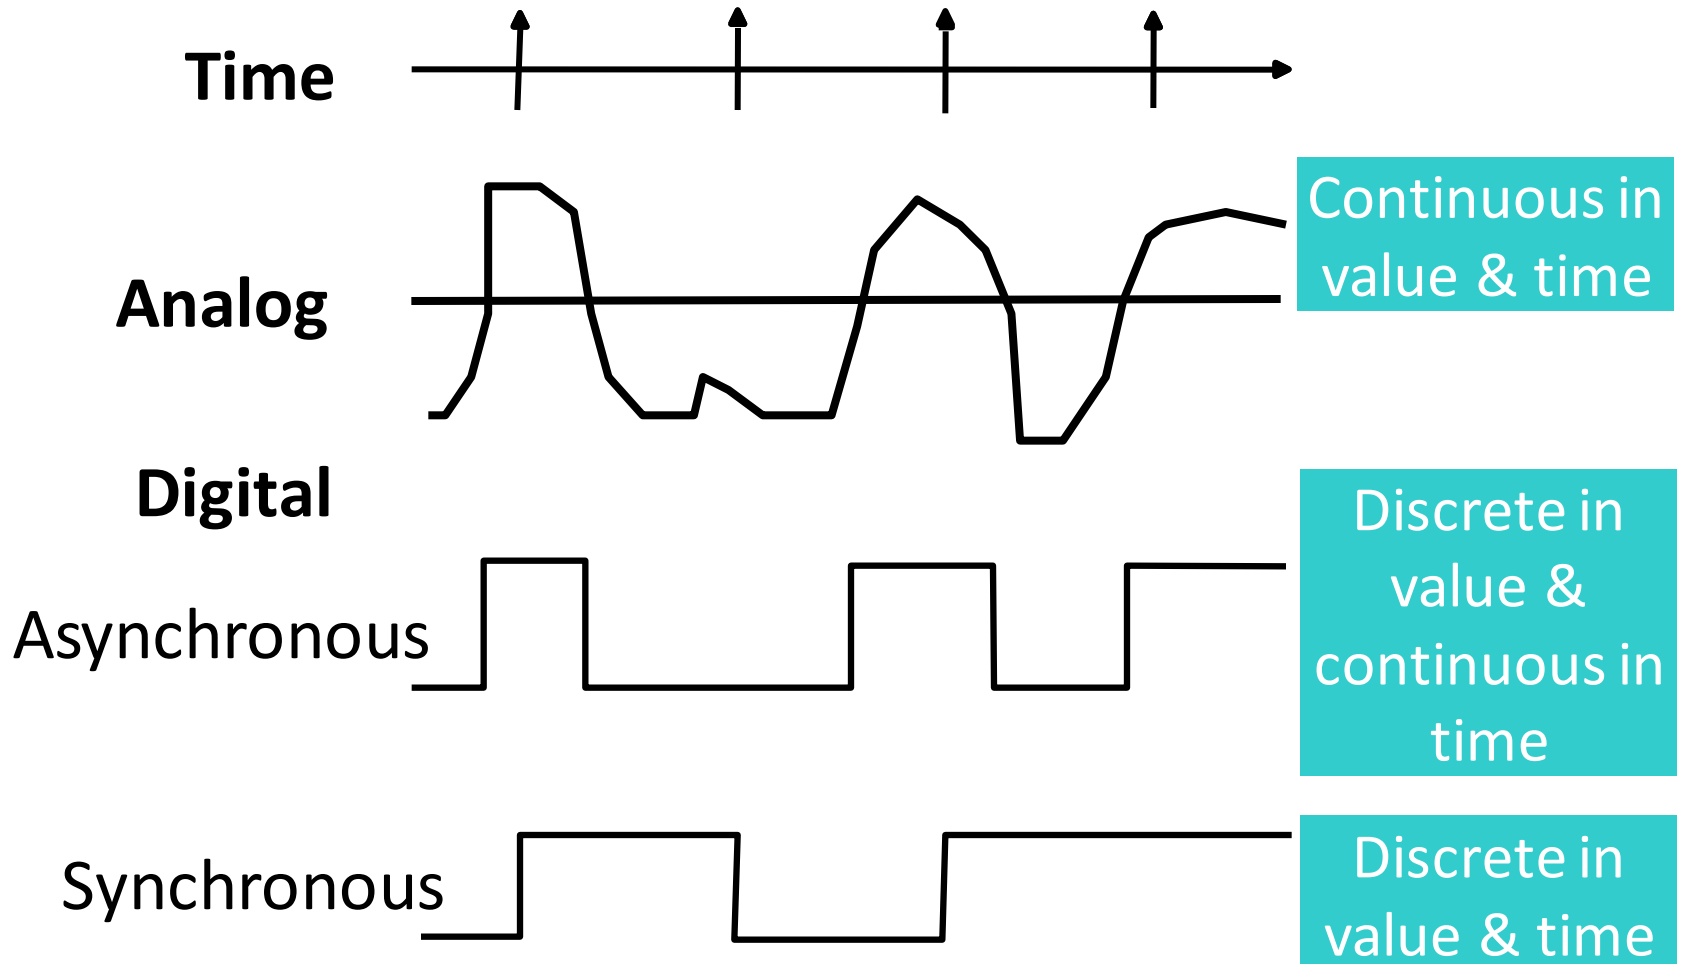 Time
Continuous in
value & time
Analog
Digital
Discrete in
value &
continuous in
time
Asynchronous
Synchronous
Discrete in
value & time